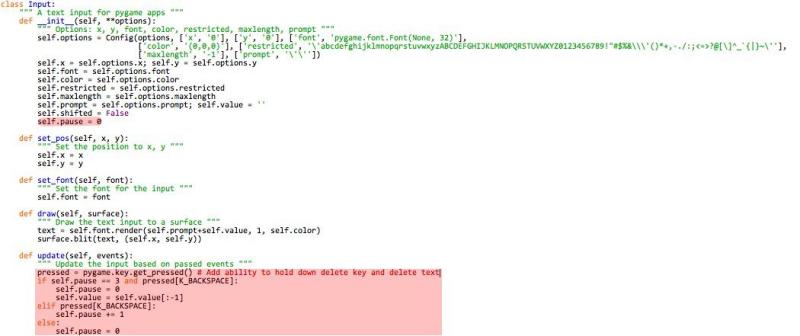 class Input:
    """ A text input for pygame apps """
    def __init__(self, **options):
        """ Options: x, y, font, color, restricted, maxlength, prompt """
        self.options = Config(options, ['x', '0'], ['y', '0'], ['font', 'pygame.font.Font(None, 32)'],
                              ['color', '(0,0,0)'], ['restricted', '\'abcdefghijklmnopqrstuvwxyzABCDEFGHIJKLMNOPQRSTUVWXYZ0123456789!"#$%&\\\'()*+,-./:;<=>?@[\]^_`{|}~\''],
                              ['maxlength', '-1'], ['prompt', '\'\''])
        self.x = self.options.x; self.y = self.options.y
        self.font = self.options.font
        self.color = self.options.color
        self.restricted = self.options.restricted
        self.maxlength = self.options.maxlength
        self.prompt = self.options.prompt; self.value = ''
        self.shifted = False
        self.pause = 0

    def set_pos(self, x, y):
        """ Set the position to x, y """
        self.x = x
        self.y = y

    def set_font(self, font):
        """ Set the font for the input """
        self.font = font

    def draw(self, surface):
        """ Draw the text input to a surface """
        text = self.font.render(self.prompt+self.value, 1, self.color)
        surface.blit(text, (self.x, self.y))

    def update(self, events):
        """ Update the input based on passed events """
        pressed = pygame.key.get_pressed() # Add ability to hold down delete key and delete text
        if self.pause == 3 and pressed[K_BACKSPACE]:
            self.pause = 0
            self.value = self.value[:-1]
        elif pressed[K_BACKSPACE]:
            self.pause += 1
        else:
            self.pause = 0